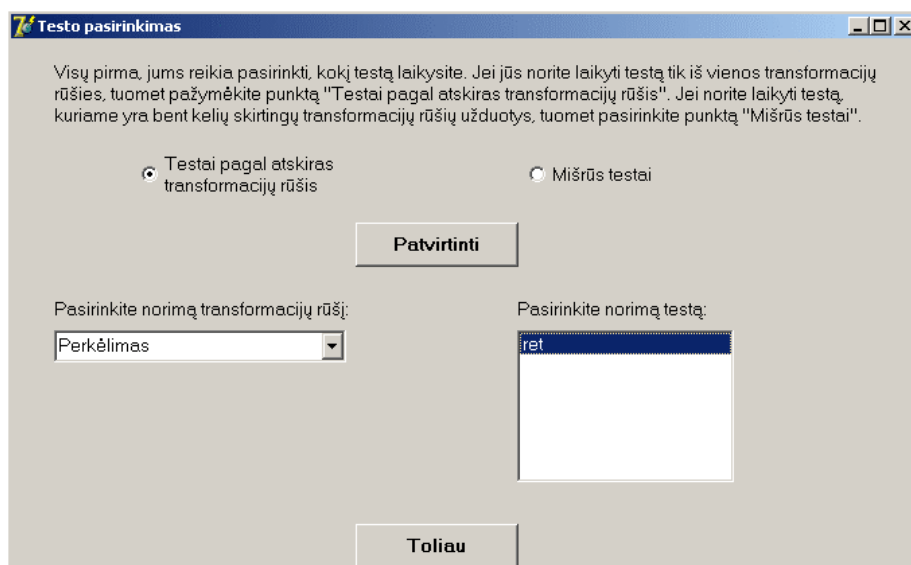 Testo pasirinkimas
Visų pirma, jums reikia pasirinkti, kokį testą laikysite. Jei jūs norite laikyti testą tik iš vienos transformacijų
rūšies, tuomet pažymėkite punktą "Testai pagal atskiras transformacijų rūšis". Jei norite laikyti testą,
kuriame yra bent kelių skirtingų transformacijų rūšių užduotys, tuomet pasirinkite punktą "Mišrūs testai".
Testai pagal atskiras
transformacijų rūšis
Mišrūs testai
Patvirtinti
Pasirinkite norimą transformacijų rūšį:
Pasirinkite norimą testą:
Perkėlimas
ret
Toliau